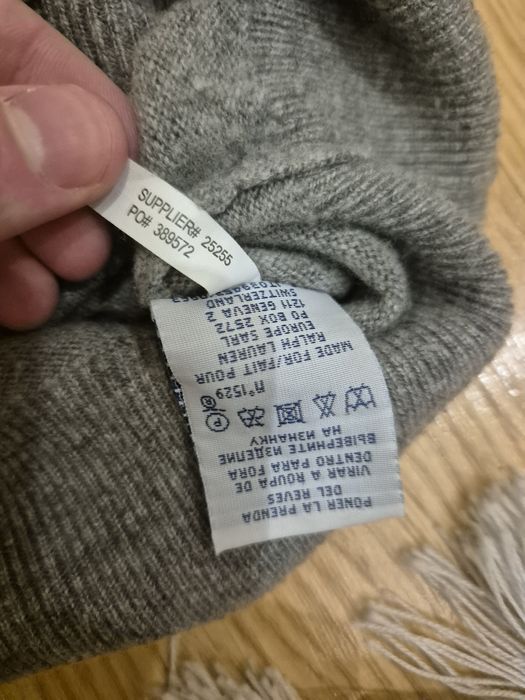 SUPPLIER# 25255
PO# 389572
PONER LA PRENDA
DEL REVES
VIRAR A ROUPA DE
DENTRO PARA FORA
ВЫВЕРНИТЕ ИЗДЕЛИЕ
НА ИЗНАНКУ
n°1529
MADE FOR/FAIT POUR
RALPH LAUREN
EUROPE SARL
PO BOX 2572
1211 GENEVA 2
SWITZERLAND